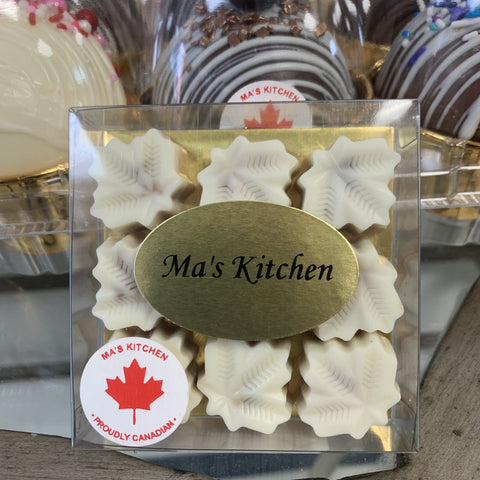 MA'S KITCHEN
Ma's Kitchen
MA'S KITCHEN
• PROUDLY CANADIAN •